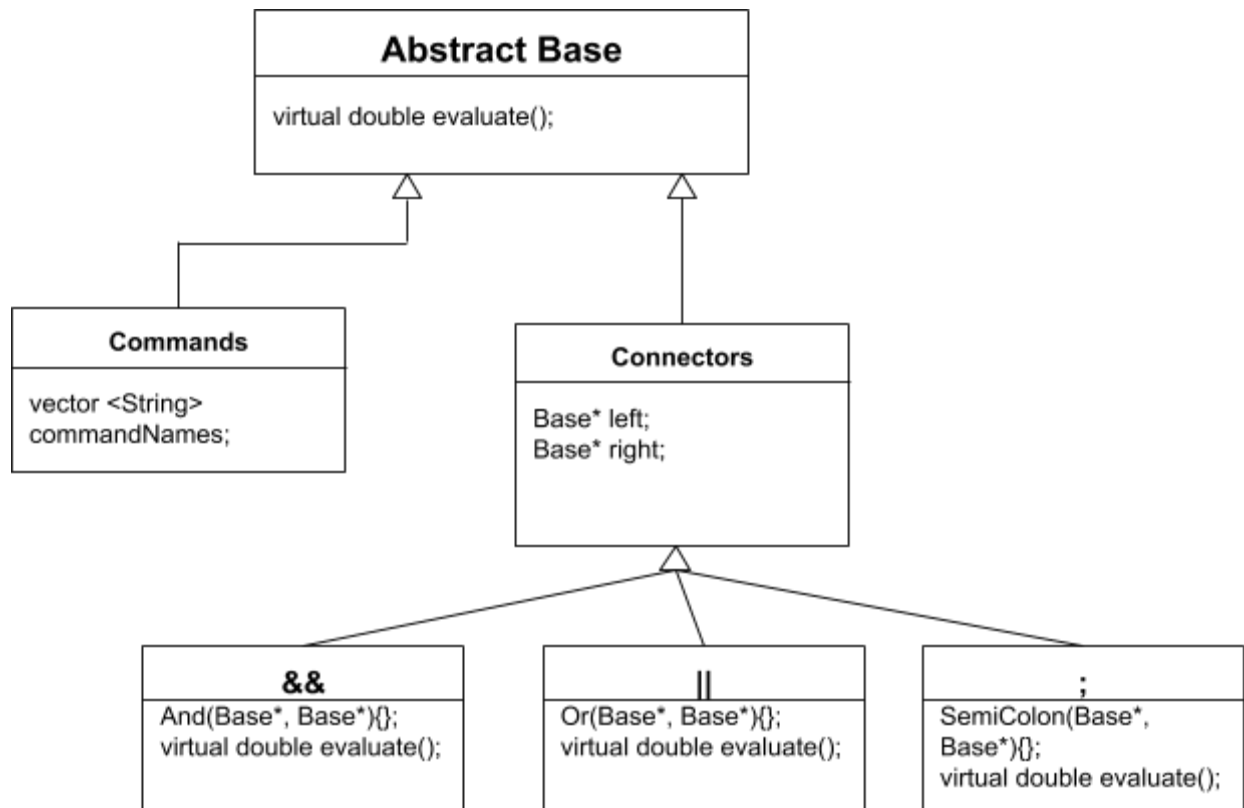 Abstract Base
virtual double evaluate();
Commands
vector <String>
commandNames;
Connectors
Base* left;
Base* right;
&&
And(Base*, Base*){};
virtual double evaluate();
||
Or(Base*, Base*){};
virtual double evaluate();
;
SemiColon(Base*,
Base*){};
virtual double evaluate();